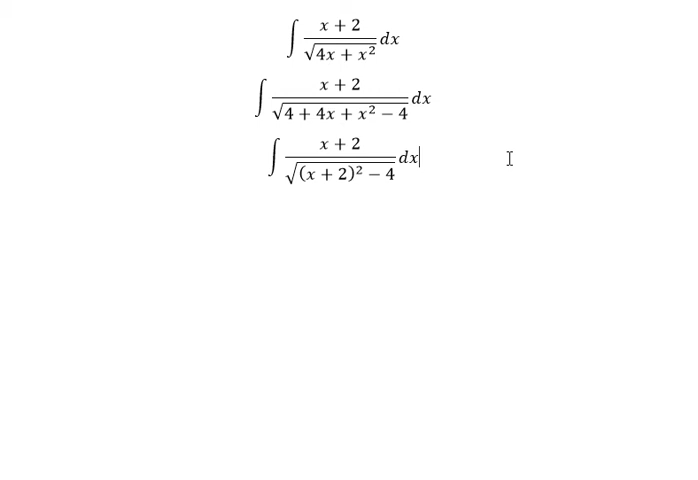 ∫ (x + 2)/√(4x + x²) dx
∫ (x + 2)/√(4 + 4x + x² − 4) dx
∫ (x + 2)/√((x + 2)² − 4) dx